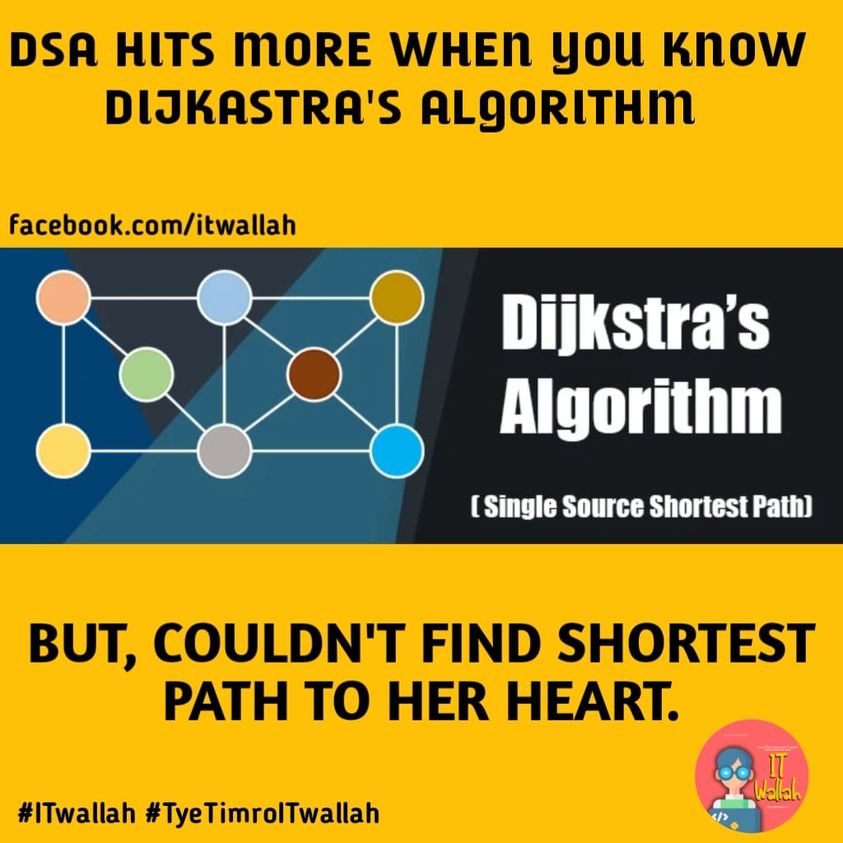 DSA HITS MORE WHEN YOU KNOW
DIJKASTRA'S ALGORITHM
facebook.com/itwallah
Dijkstra’s
Algorithm
( Single Source Shortest Path)
BUT, COULDN'T FIND SHORTEST
PATH TO HER HEART.
IT
Wallah
</>
#ITwallah #TyeTimroITwallah